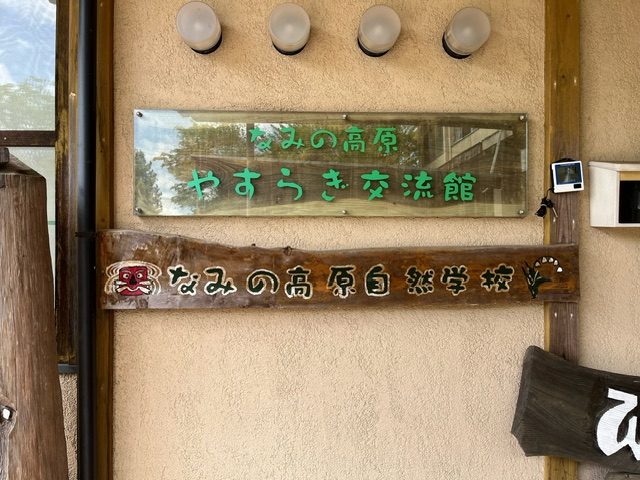 なみの高原
やすらぎ交流館
なみの高原自然学校